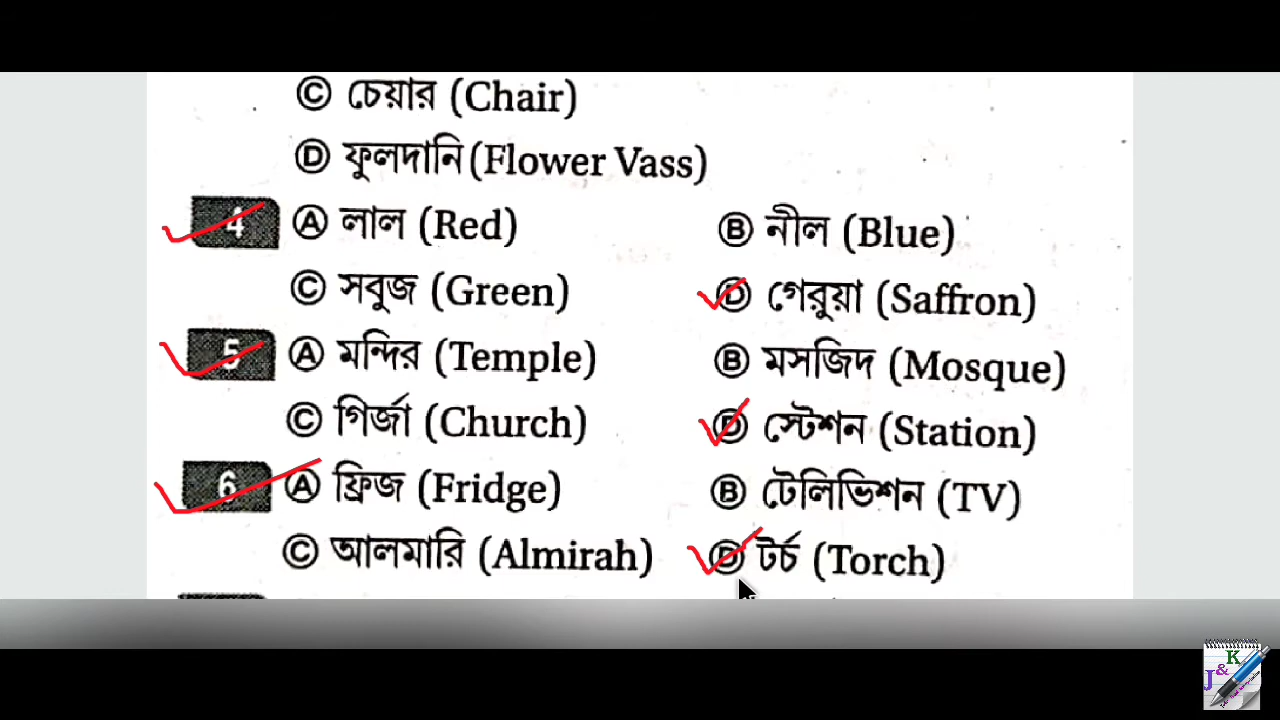 Ⓒ চেয়ার (Chair)
Ⓓ ফুলদানি (Flower Vass)
4 Ⓐ লাল (Red) Ⓑ নীল (Blue)
Ⓒ সবুজ (Green) Ⓓ গেরুয়া (Saffron)
5 Ⓐ মন্দির (Temple) Ⓑ মসজিদ (Mosque)
Ⓒ গির্জা (Church) Ⓓ স্টেশন (Station)
6 Ⓐ ফ্রিজ (Fridge) Ⓑ টেলিভিশন (TV)
Ⓒ আলমারি (Almirah) Ⓓ টর্চ (Torch)
J&K